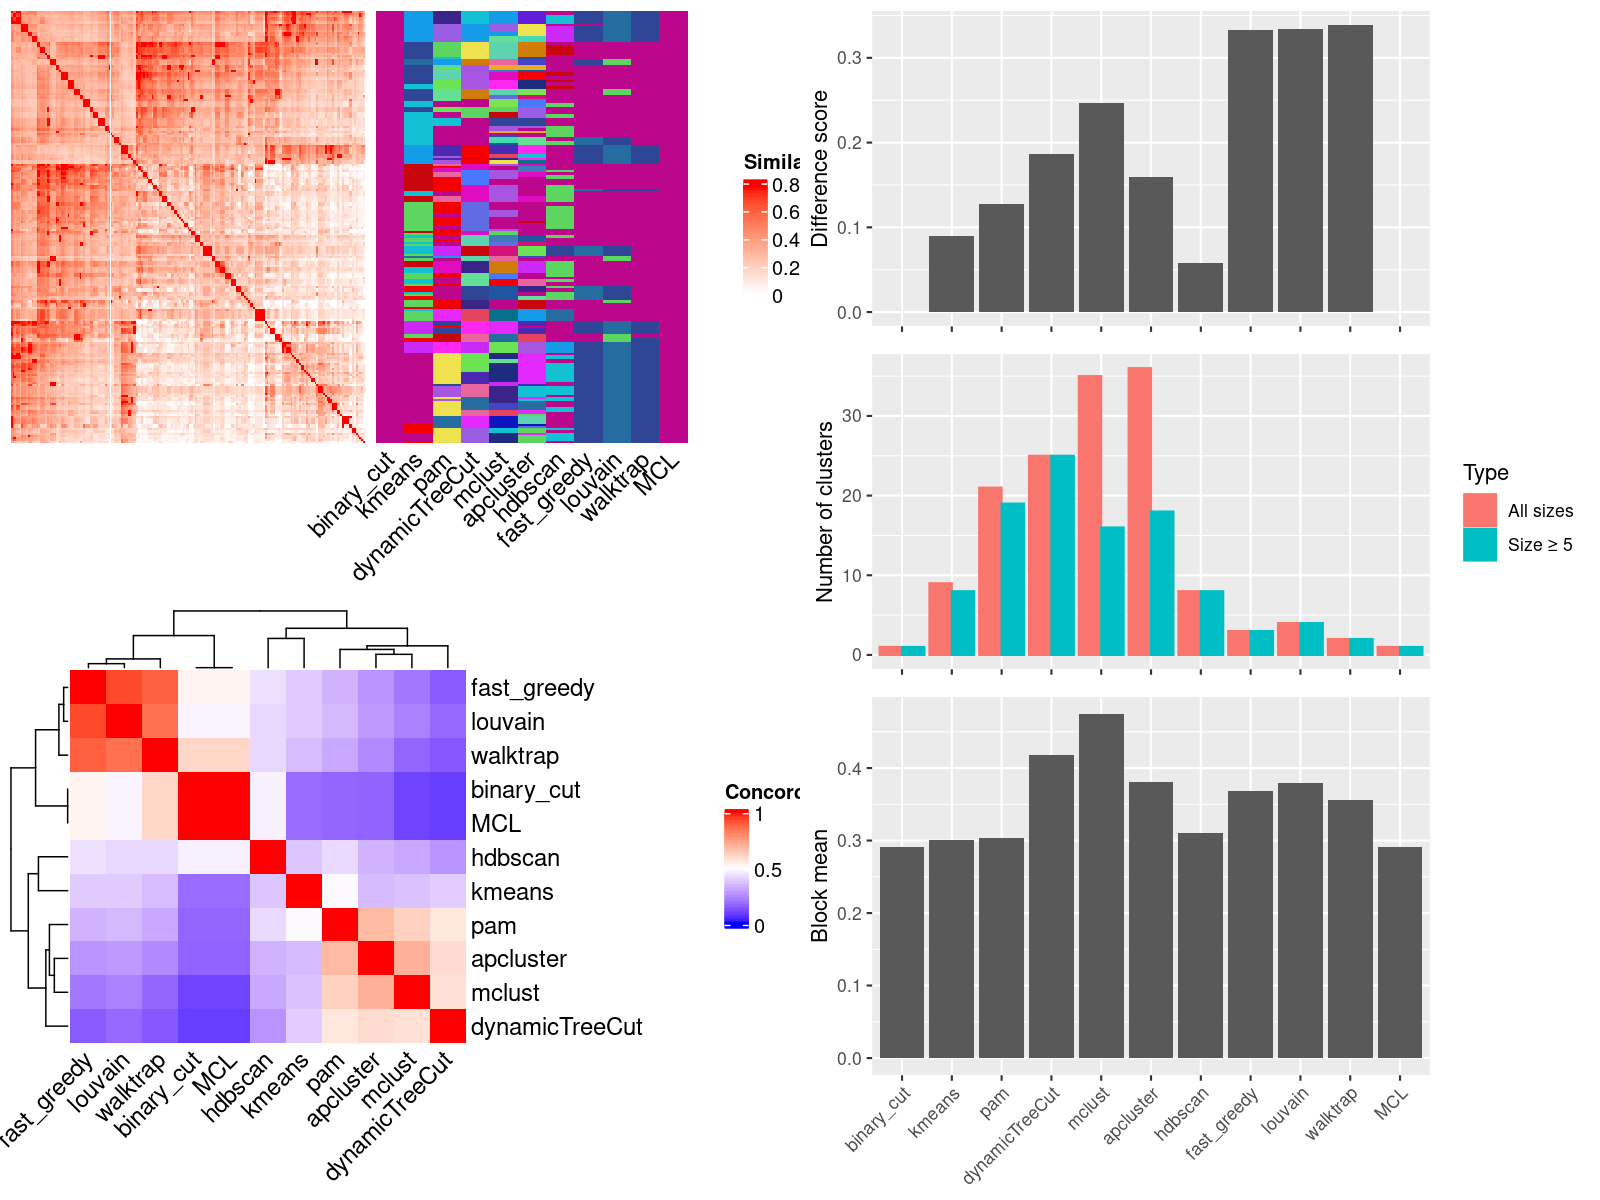 Simila
0.8
0.6
0.4
0.2
0
binary_cut
kmeans
pam
dynamicTreeCut
mclust
apcluster
hdbscan
fast_greedy
louvain
walktrap
MCL
fast_greedy
louvain
walktrap
binary_cut
MCL
hdbscan
kmeans
pam
apcluster
mclust
dynamicTreeCut
fast_greedy
louvain
walktrap
binary_cut
MCL
hdbscan
kmeans
pam
apcluster
mclust
dynamicTreeCut
Concord
1
0.5
0
Difference score
0.3
0.2
0.1
0.0
Number of clusters
30
20
10
0
Type
All sizes
Size ≥ 5
Block mean
0.4
0.3
0.2
0.1
0.0
binary_cut
kmeans
pam
dynamicTreeCut
mclust
apcluster
hdbscan
fast_greedy
louvain
walktrap
MCL